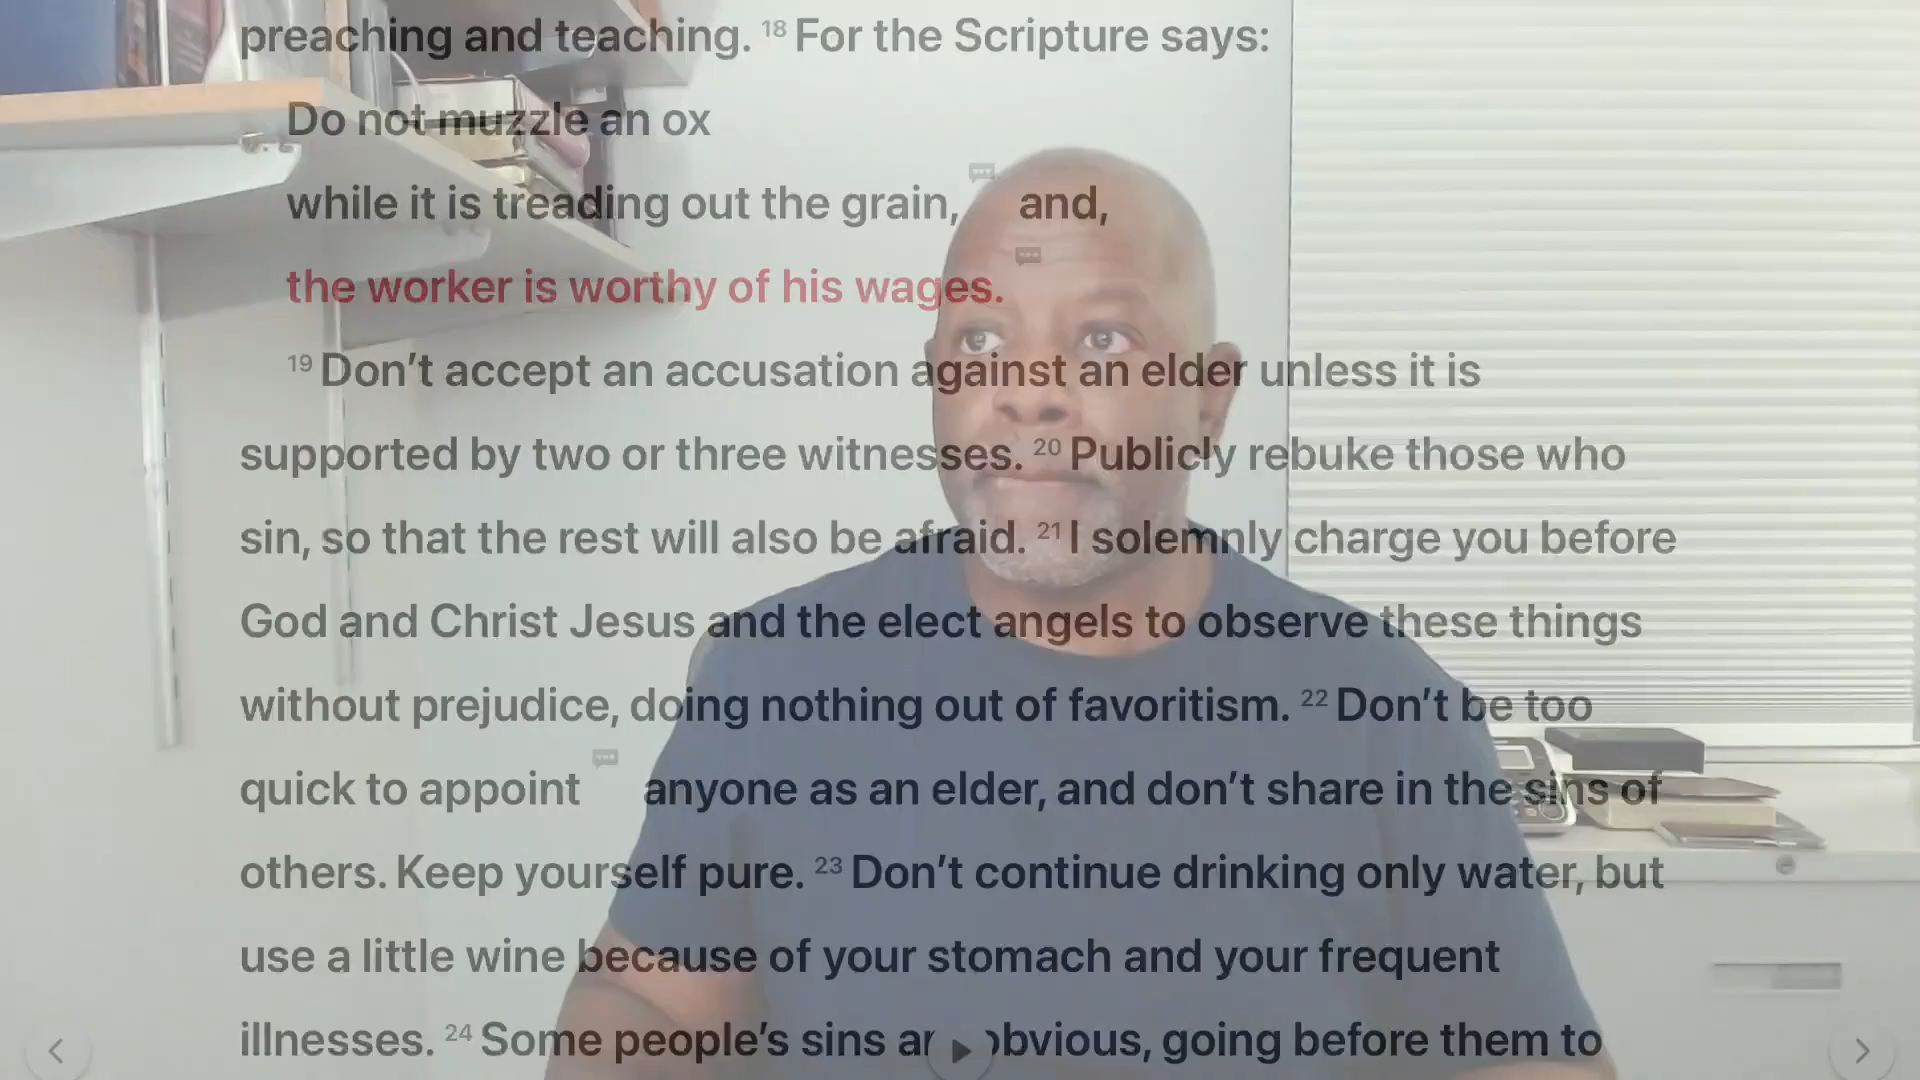 preaching and teaching. 18 For the Scripture says:
Do not muzzle an ox
while it is treading out the grain, and,
the worker is worthy of his wages.
19 Don’t accept an accusation against an elder unless it is
supported by two or three witnesses. 20 Publicly rebuke those who
sin, so that the rest will also be afraid. 21 I solemnly charge you before
God and Christ Jesus and the elect angels to observe these things
without prejudice, doing nothing out of favoritism. 22 Don’t be too
quick to appoint anyone as an elder, and don’t share in the sins of
others. Keep yourself pure. 23 Don’t continue drinking only water, but
use a little wine because of your stomach and your frequent
illnesses. 24 Some people’s sins are obvious, going before them to